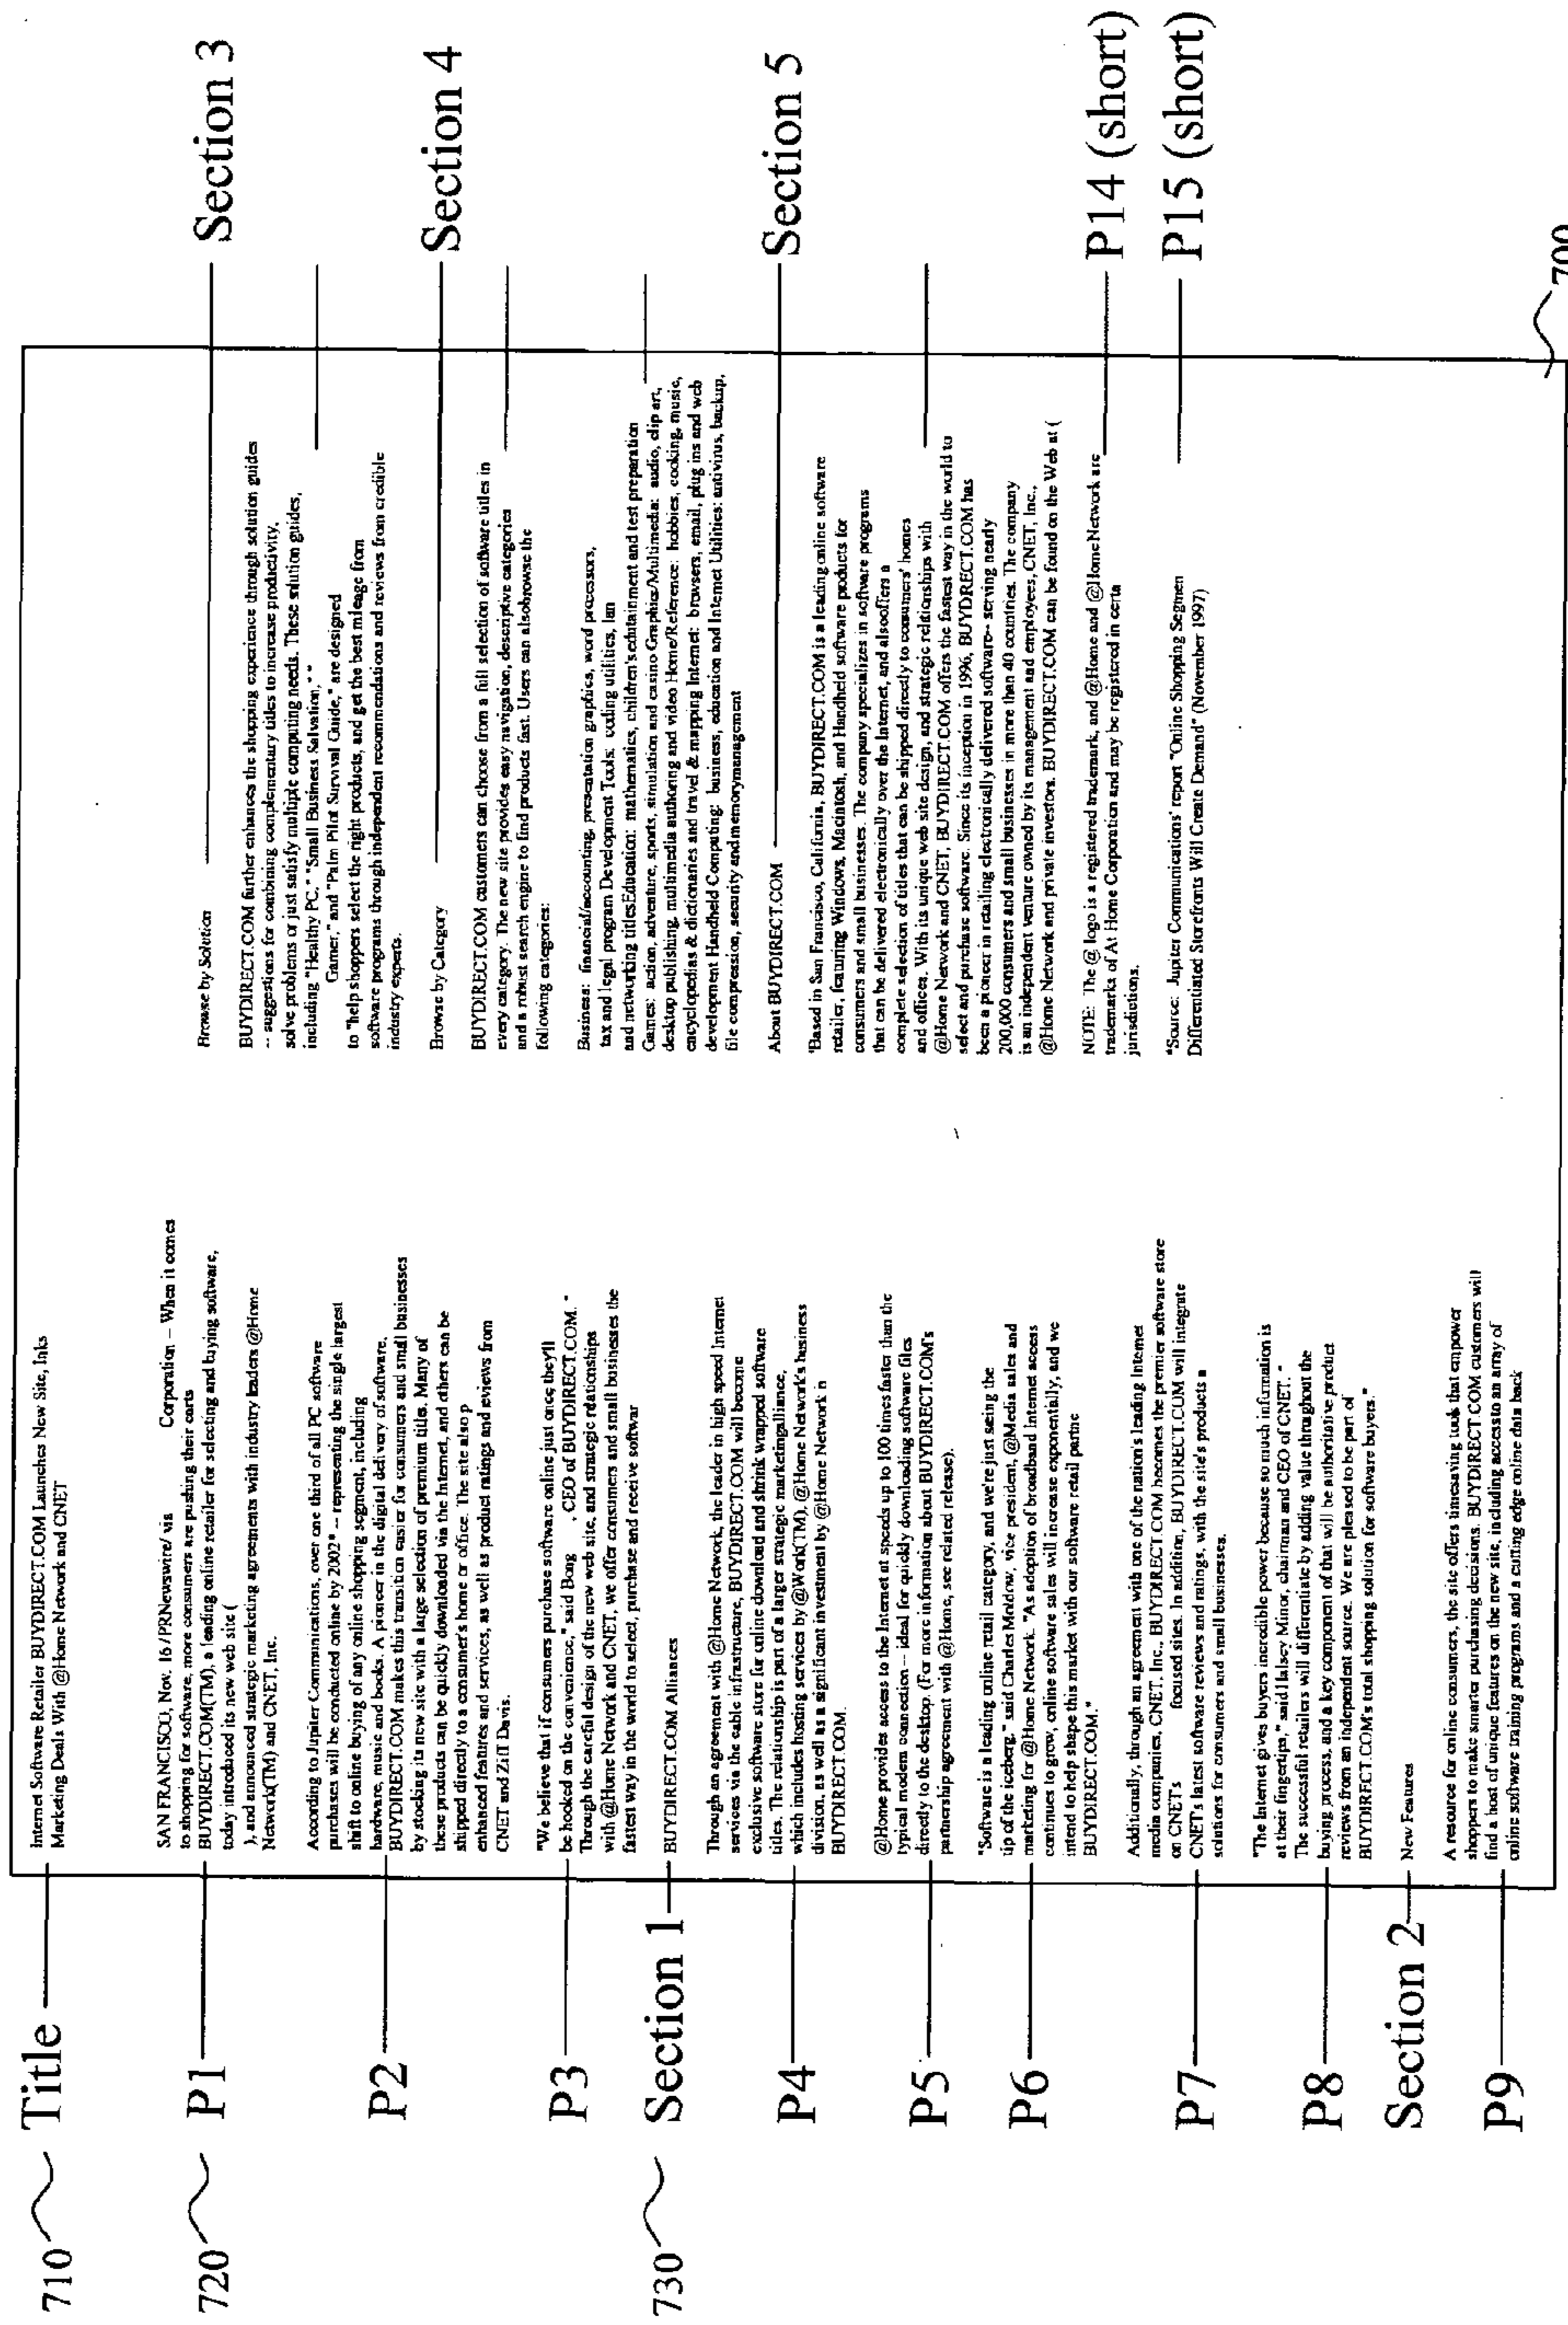 710 Title
Internet Software Retailer BUYDIRECT.COM Launches New Site, Inks
Marketing Deals With @Home Network and CNET
720 P1
SAN FRANCISCO, Nov. 16 /PRNewswire/ via Corporation – When it comes
to shopping for software, more consumers are pushing their carts
BUYDIRECT.COM(TM), a leading online retailer for selecting and buying software,
today introduced its new web site (
), and announced strategic marketing agreements with industry leaders @Home
Network(TM) and CNET, Inc.
P2
According to Jupiter Communications, over one third of all PC software
purchases will be conducted online by 2002* -- representing the single largest
shift to online buying of any online shopping segment, including
hardware, music and books. A pioneer in the digital delivery of software,
BUYDIRECT.COM makes this transition easier for consumers and small businesses
by stocking its new site with a large selection of premium titles. Many of
these products can be quickly downloaded via the Internet, and others can be
shipped directly to a consumer's home or office. The site also p
enhanced features and services, as well as product ratings and reviews from
CNET and Ziff Davis.
P3
"We believe that if consumers purchase software online just once, they'll
be hooked on the convenience," said Bong , CEO of BUYDIRECT.COM. "
Through the careful design of the new web site, and strategic relationships
with @Home Network and CNET, we offer consumers and small businesses the
fastest way in the world to select, purchase and receive softwar
730 Section 1
BUYDIRECT.COM Alliances
P4
Through an agreement with @Home Network, the leader in high speed Internet
services via the cable infrastructure, BUYDIRECT.COM will become
exclusive software store for online download and shrink wrapped software
titles. The relationship is part of a larger strategic marketingalliance,
which includes hosting services by @Work(TM), @Home Network's business
division, as well as a significant investment by @Home Network in
BUYDIRECT.COM.
P5
@Home provides access to the Internet at speeds up to 100 times faster than the
typical modem connection -- ideal for quickly downloading software files
directly to the desktop. (For more information about BUYDIRECT.COM's
partnership agreement with @Home, see related release).
P6
"Software is a leading online retail category, and we're just seeing the
tip of the iceberg," said Charles Moldow, vice president, @Media sales and
marketing for @Home Network. "As adoption of broadband Internet access
continues to grow, online software sales will increase exponentially, and we
intend to help shape this market with our software retail partne
BUYDIRECT.COM."
P7
Additionally, through an agreement with one of the nation's leading Internet
media companies, CNET, Inc., BUYDIRECT.COM becomes the premier software store
on CNET's focused sites. In addition, BUYDIRECT.COM will integrate
CNET's latest software reviews and ratings, with the site's products a
solutions for consumers and small businesses.
P8
"The Internet gives buyers incredible power because so much information is
at their fingertips," said Halsey Minor, chairman and CEO of CNET. "
The successful retailers will differentiate by adding value throughout the
buying process, and a key component of that will be authoritative product
reviews from an independent source. We are pleased to be part of
BUYDIRECT.COM's total shopping solution for software buyers."
Section 2
New Features
P9
A resource for online consumers, the site offers timesaving tools that empower
shoppers to make smarter purchasing decisions. BUYDIRECT.COM customers will
find a host of unique features on the new site, including accessto an array of
online software training programs and a cutting edge online data back
Browse by Solution
Section 3
BUYDIRECT.COM further enhances the shopping experience through solution guides
-- suggestions for combining complementary titles to increase productivity,
solve problems or just satisfy multiple computing needs. These solution guides,
including "Healthy PC," "Small Business Salvation," "
Gamer," and "Palm Pilot Survival Guide," are designed
to "help shoppers select the right products, and get the best mileage from
software programs through independent recommendations and reviews from credible
industry experts.
Browse by Category
Section 4
BUYDIRECT.COM customers can choose from a full selection of software titles in
every category. The new site provides easy navigation, descriptive categories
and a robust search engine to find products fast. Users can alsobrowse the
following categories:
Business: financial/accounting, presentation graphics, word processors,
tax and legal program Development Tools: coding utilities, lan
and networking titlesEducation: mathematics, children'sedutainment and test preparation
Games: action, adventure, sports, simulation and casino Graphics/Multimedia: audio, clip art,
desktop publishing, multimedia authoring and video Home/Reference: hobbies, cooking, music,
encyclopedias & dictionaries and travel & mapping Internet: browsers, email, plug ins and web
development Handheld Computing: business, education and Internet Utilities: antivirus, backup,
file compression, security andmemorymanagement
About BUYDIRECT.COM
Section 5
"Based in San Francisco, California, BUYDIRECT.COM is a leading online software
retailer, featuring Windows, Macintosh, and Handheld software products for
consumers and small businesses. The company specializes in software programs
that can be delivered electronically over the Internet, and alsooffers a
complete selection of titles that can be shipped directly to consumers' homes
and offices. With its unique web site design, and strategic relationships with
@Home Network and CNET, BUYDIRECT.COM offers the fastest way in the world to
select and purchase software. Since its inception in 1996, BUYDIRECT.COM has
been a pioneer in retailing electronically delivered software-- serving nearly
200,000 consumers and small businesses in more than 40 countries. The company
is an independent venture owned by its management ad employees, CNET, Inc.,
@Home Network and private investors. BUYDIRECT.COM can be found on the Web at (
NOTE: The @ logo is a registered trademark, and @Home and @HomeNetwork are
trademarks of At Home Corporation and may be registered in certa
jurisdictions.
P14 (short)
*Source: Jupiter Communications' report "Online Shopping Segmen
Differentiated Storefronts Will Create Demand" (November 1997)
P15 (short)
700